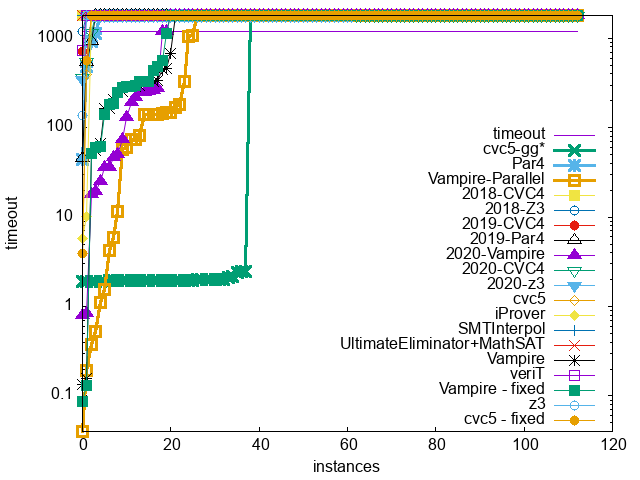 1000
100
10
1
0.1
timeout
timeout
cvc5-gg*
Par4
Vampire-Parallel
2018-CVC4
2018-Z3
2019-CVC4
2019-Par4
2020-Vampire
2020-CVC4
2020-z3
cvc5
iProver
SMTInterpol
UltimateEliminator+MathSAT
Vampire
veriT
Vampire - fixed
z3
cvc5 - fixed
0 20 40 60 80 100 120
instances